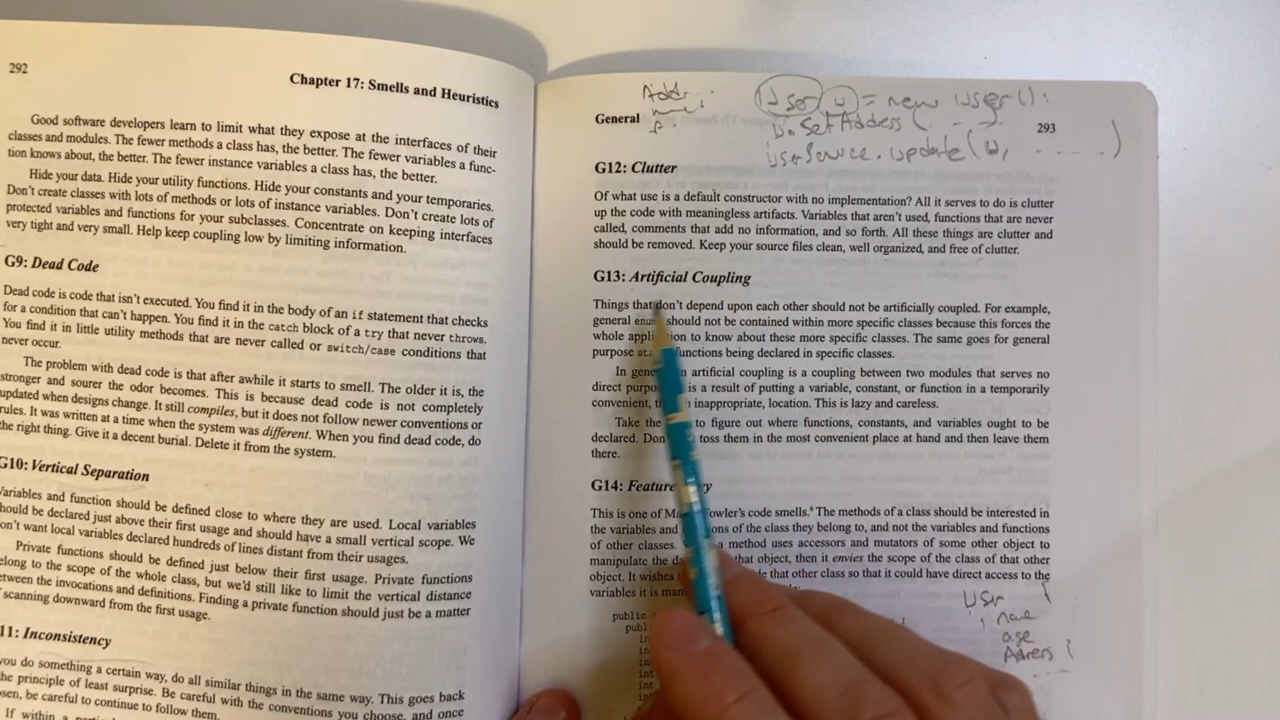 292
Chapter 17: Smells and Heuristics
Good software developers learn to limit what they expose at the interfaces of their
classes and modules. The fewer methods a class has, the better. The fewer variables a func-
tion knows about, the better. The fewer instance variables a class has, the better.
Hide your data. Hide your utility functions. Hide your constants and your temporaries.
Don't create classes with lots of methods or lots of instance variables. Don't create lots of
protected variables and functions for your subclasses. Concentrate on keeping interfaces
very tight and very small. Help keep coupling low by limiting information.
G9: Dead Code
Dead code is code that isn't executed. You find it in the body of an if statement that checks
for a condition that can't happen. You find it in the catch block of a try that never throws.
You find it in little utility methods that are never called or switch/case conditions that
never occur.
The problem with dead code is that after awhile it starts to smell. The older it is, the
stronger and sourer the odor becomes. This is because dead code is not completely
updated when designs change. It still compiles, but it does not follow newer conventions or
rules. It was written at a time when the system was different. When you find dead code, do
the right thing. Give it a decent burial. Delete it from the system.
G10: Vertical Separation
Variables and function should be defined close to where they are used. Local variables
should be declared just above their first usage and should have a small vertical scope. We
don't want local variables declared hundreds of lines distant from their usages.
Private functions should be defined just below their first usage. Private functions
belong to the scope of the whole class, but we'd still like to limit the vertical distance
between the invocations and definitions. Finding a private function should just be a matter
scanning downward from the first usage.
11: Inconsistency
you do something a certain way, do all similar things in the same way. This goes back
the principle of least surprise. Be careful with the conventions you choose, and once
osen, be careful to continue to follow them.
If within a
Addr
User u = new User();
u.setAddress(......);
UserService.update(u, ......)
General
293
G12: Clutter
Of what use is a default constructor with no implementation? All it serves to do is clutter
up the code with meaningless artifacts. Variables that aren't used, functions that are never
called, comments that add no information, and so forth. All these things are clutter and
should be removed. Keep your source files clean, well organized, and free of clutter.
G13: Artificial Coupling
Things that don't depend upon each other should not be artificially coupled. For example,
general enums should not be contained within more specific classes because this forces the
whole application to know about these more specific classes. The same goes for general
purpose functions being declared in specific classes.
In general an artificial coupling is a coupling between two modules that serves no
direct purpose is a result of putting a variable, constant, or function in a temporarily
convenient, inappropriate, location. This is lazy and careless.
Take the to figure out where functions, constants, and variables ought to be
declared. Don toss them in the most convenient place at hand and then leave them
there.
G14: Feature
This is one of Ma Fowler's code smells.6 The methods of a class should be interested in
the variables and ons of the class they belong to, and not the variables and functions
of other classes. a method uses accessors and mutators of some other object to
manipulate the da that object, then it envies the scope of the class of that other
object. It wishes that other class so that it could have direct access to the
variables it is man
public
publ
in
in
in
int
int
User {
name
age
Address {